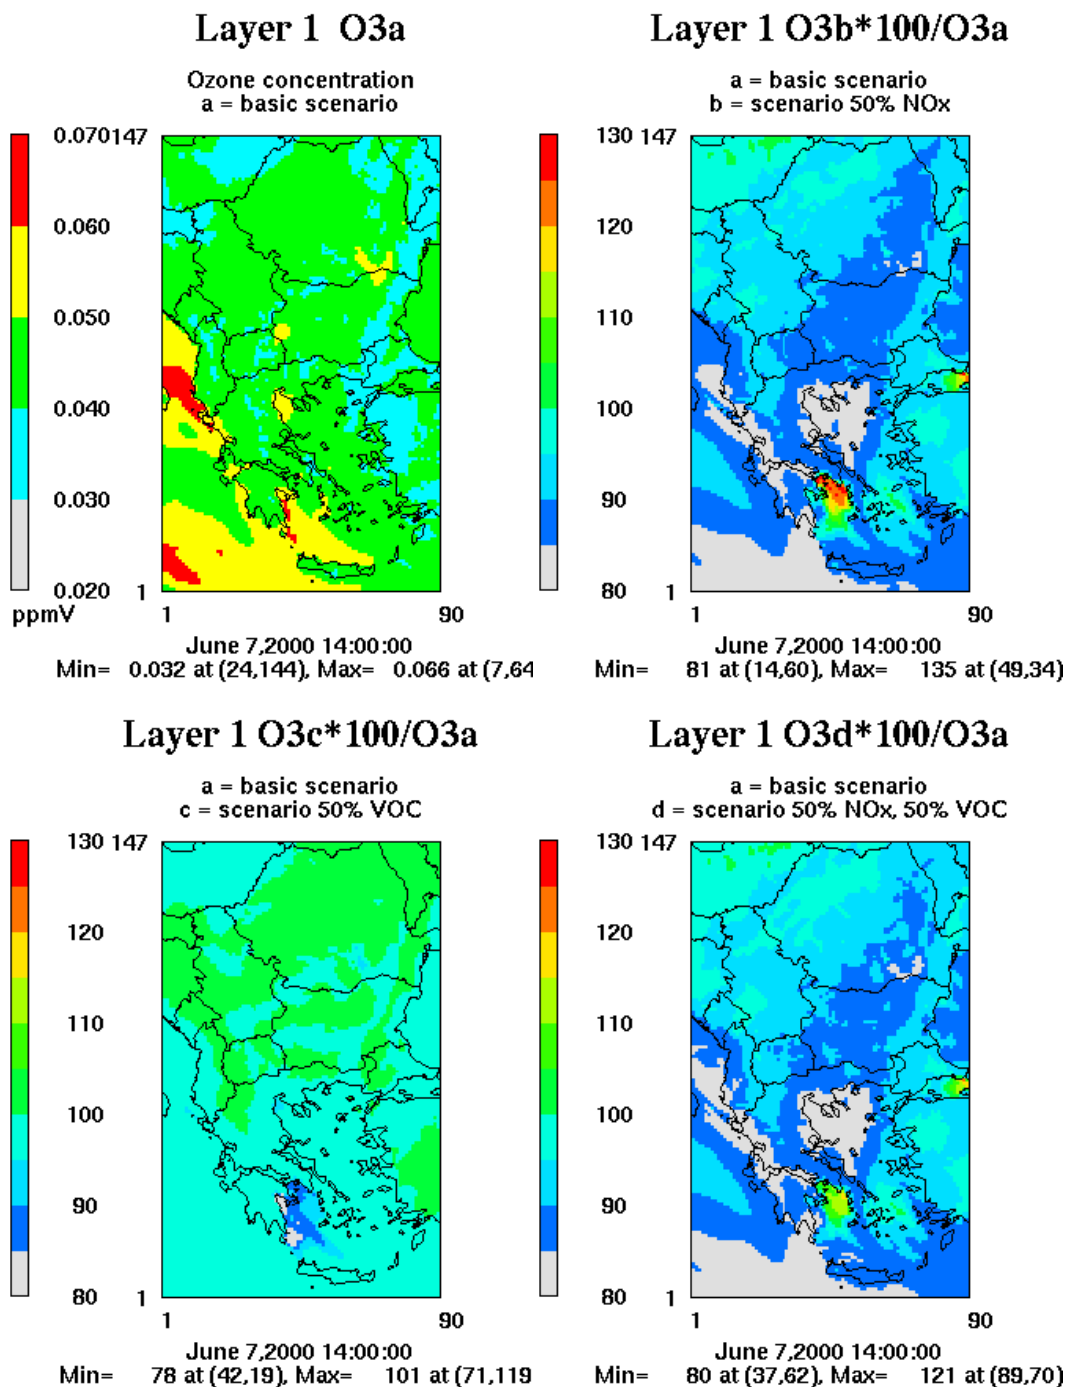 Layer 1 O3a
Ozone concentration
a = basic scenario
0.070
0.060
0.050
0.040
0.030
0.020
ppmV
147
1
1
90
June 7,2000 14:00:00
Min= 0.032 at (24,144), Max= 0.066 at (7,64
Layer 1 O3b*100/O3a
a = basic scenario
b = scenario 50% NOx
130
120
110
100
90
80
147
1
1
90
June 7,2000 14:00:00
Min= 81 at (14,60), Max= 135 at (49,34)
Layer 1 O3c*100/O3a
a = basic scenario
c = scenario 50% VOC
130
120
110
100
90
80
147
1
1
90
June 7,2000 14:00:00
Min= 78 at (42,19), Max= 101 at (71,119
Layer 1 O3d*100/O3a
a = basic scenario
d = scenario 50% NOx, 50% VOC
130
120
110
100
90
80
147
1
1
90
June 7,2000 14:00:00
Min= 80 at (37,62), Max= 121 at (89,70)